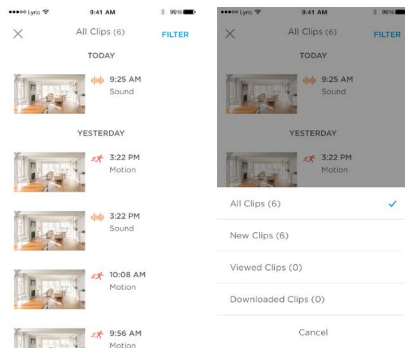 Lyric 9:41 AM 99%
All Clips (6) FILTER
TODAY
9:25 AM
Sound
YESTERDAY
3:22 PM
Motion
3:22 PM
Sound
10:08 AM
Motion
9:56 AM
Motion
Lyric 9:41 AM 99%
All Clips (6) FILTER
TODAY
9:25 AM
Sound
YESTERDAY
3:22 PM
Motion
All Clips (6)
New Clips (6)
Viewed Clips (0)
Downloaded Clips (0)
Cancel